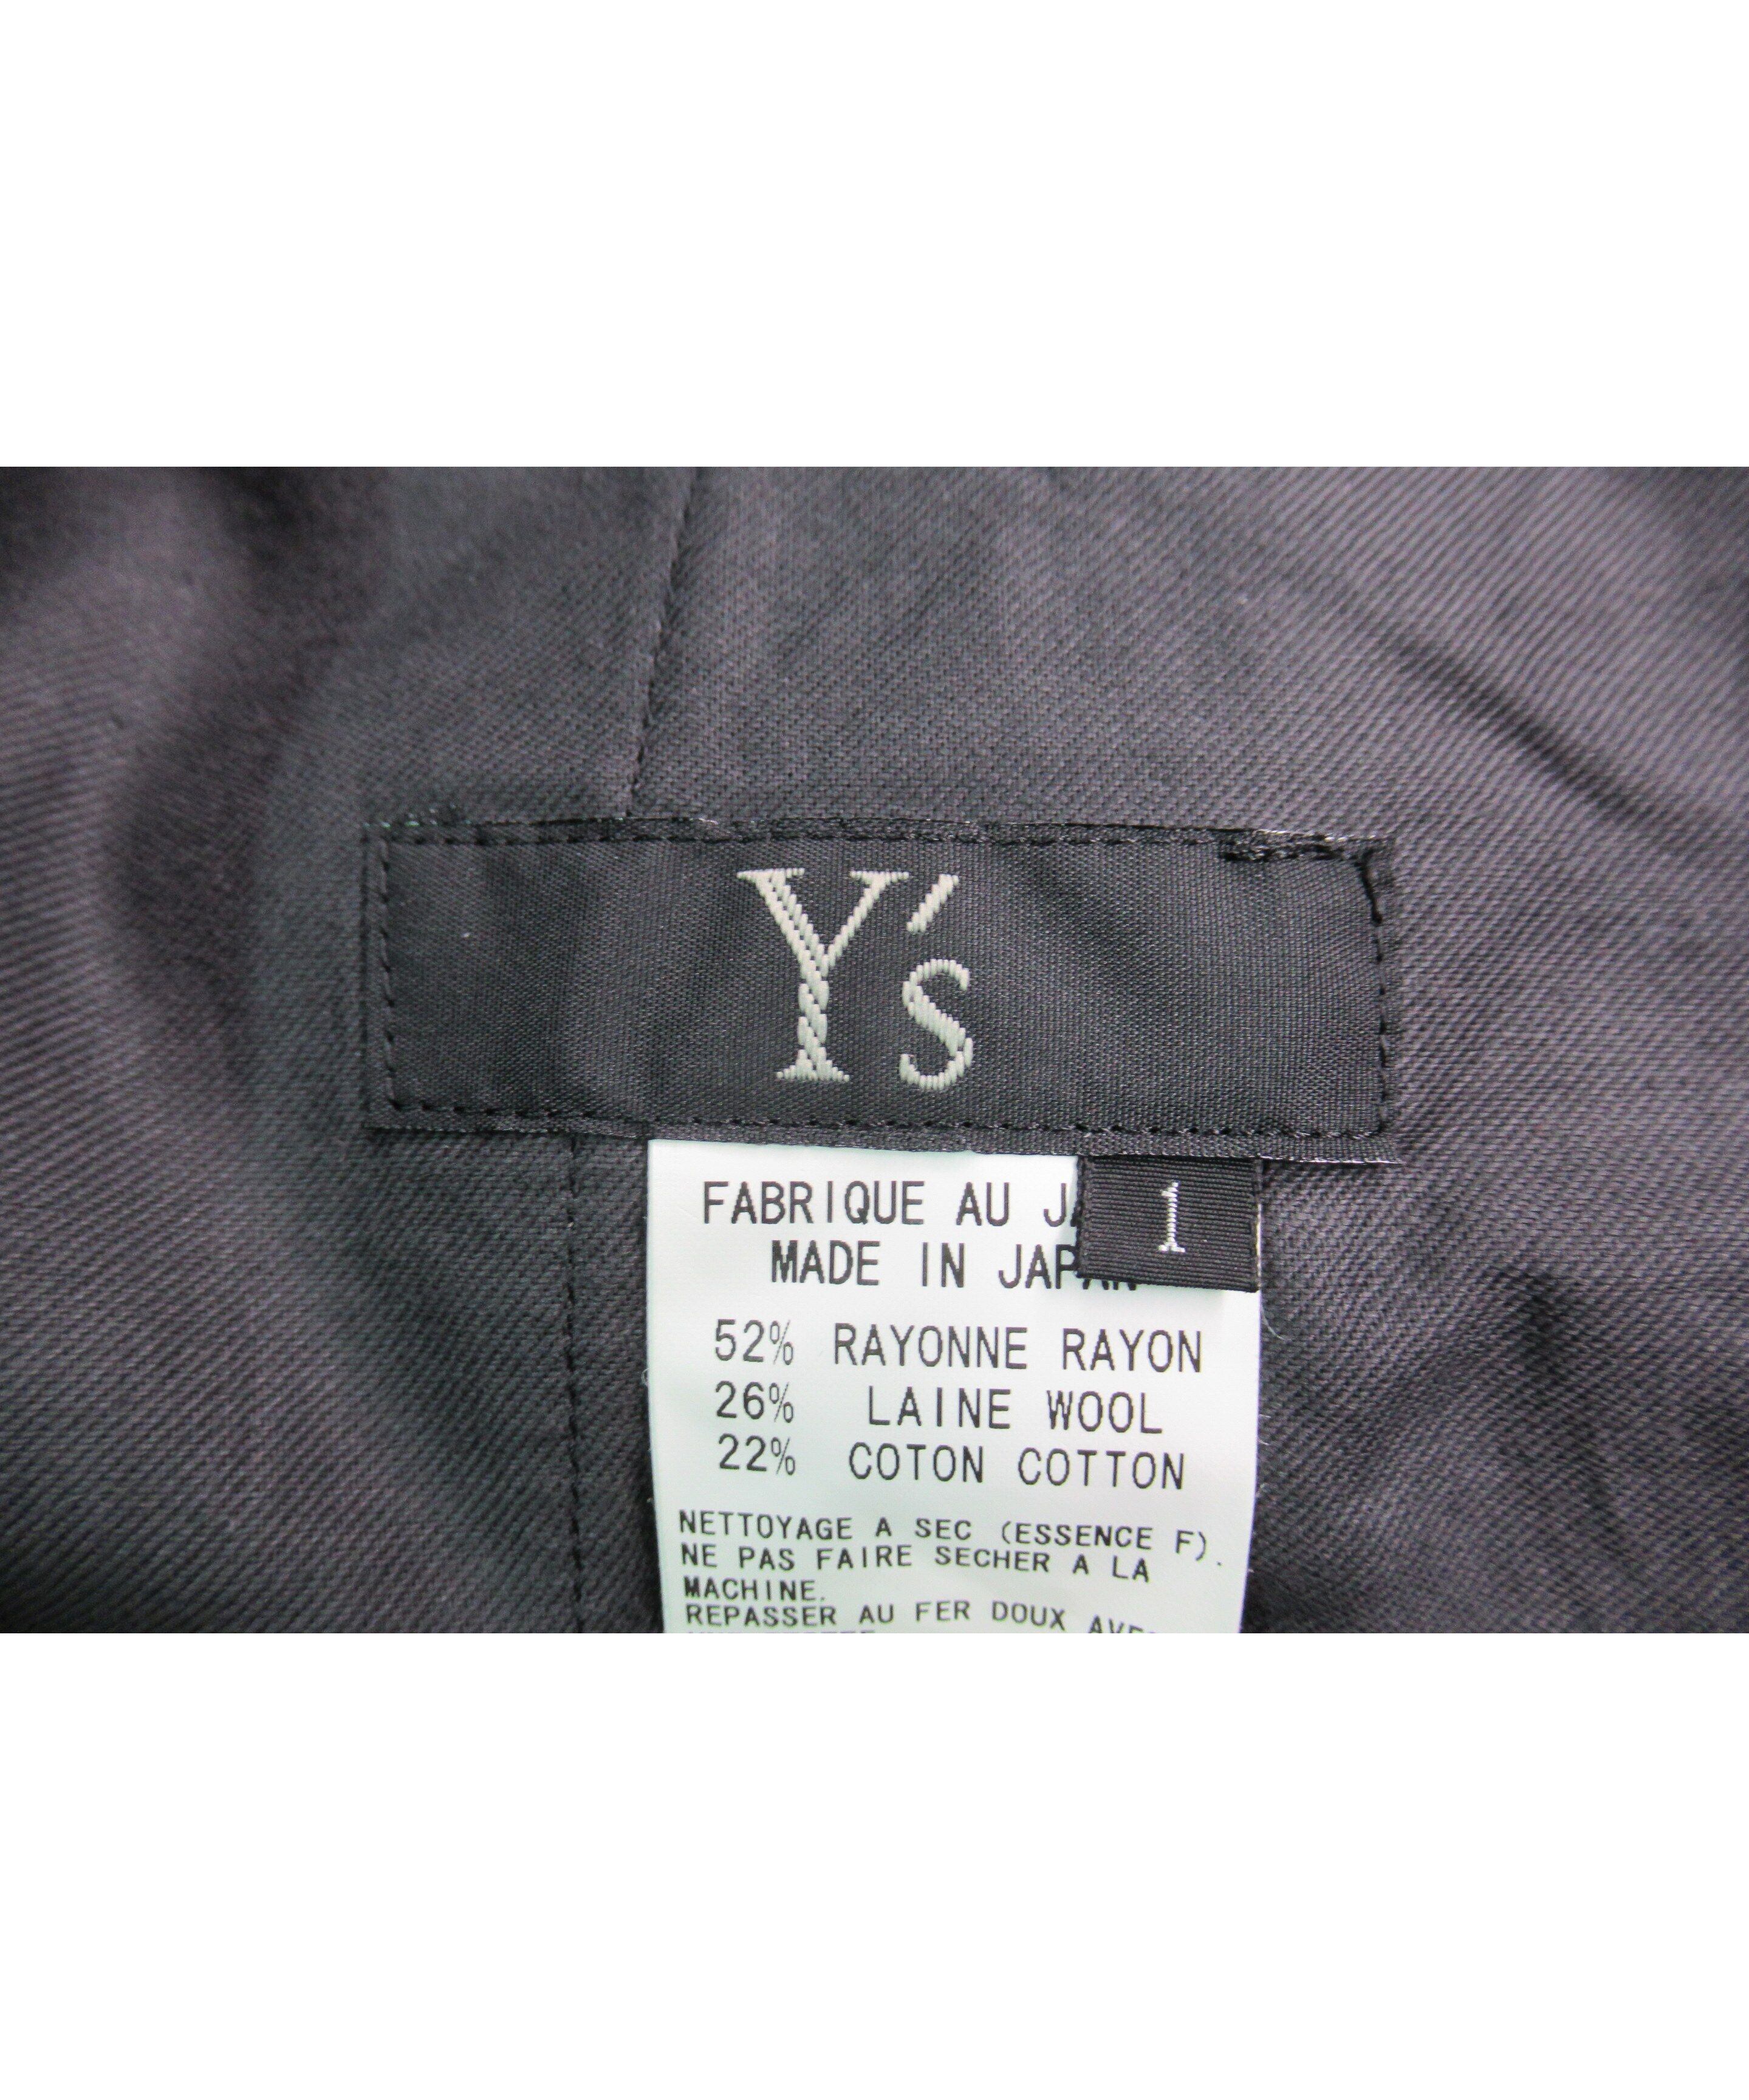 Y's
1
FABRIQUE AU
MADE IN JAPAN
52% RAYONNE RAYON
26% LAINE WOOL
22% COTON COTTON
NETTOYAGE A SEC (ESSENCE F).
NE PAS FAIRE SECHER A LA
MACHINE.
REPASSER AU FER DOUX